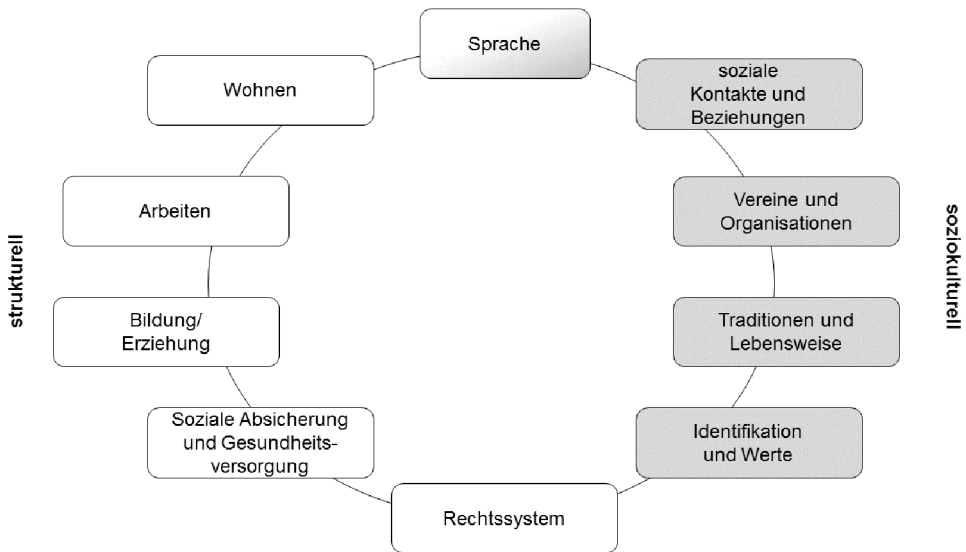 Sprache
Wohnen
soziale
Kontakte und
Beziehungen
Arbeiten
Vereine und
Organisationen
strukturell
soziokulturell
Bildung/
Erziehung
Traditionen und
Lebensweise
Soziale Absicherung
und Gesundheits-
versorgung
Identifikation
und Werte
Rechtssystem